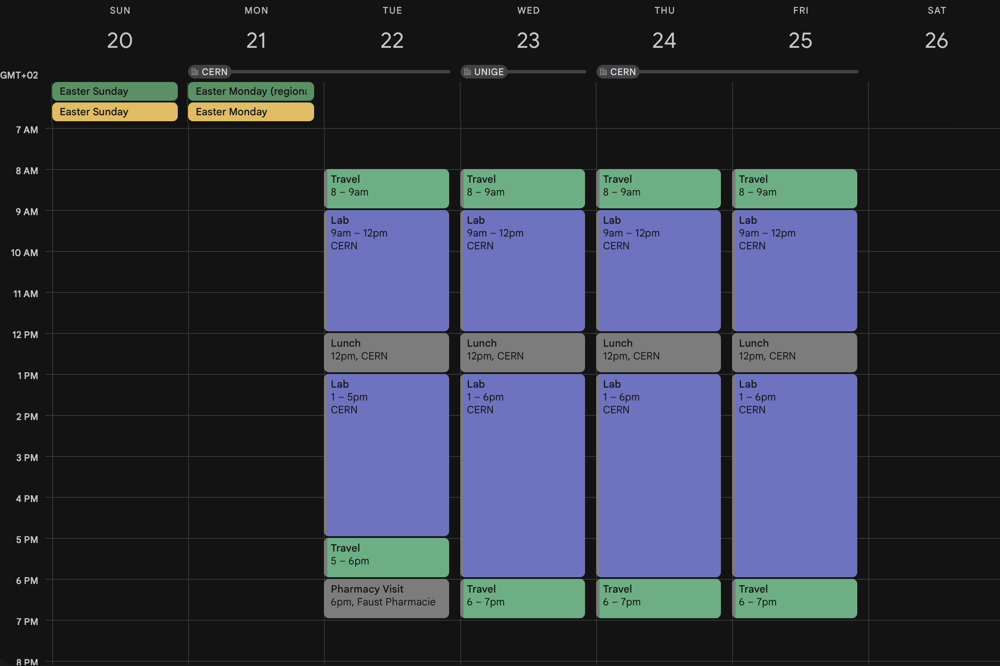 SUN
MON
TUE
WED
THU
FRI
SAT
20
21
22
23
24
25
26
GMT+02
CERN
UNIGE
CERN
Easter Sunday
Easter Monday (regiona
Easter Sunday
Easter Monday
7 AM
8 AM
9 AM
10 AM
11 AM
12 PM
1 PM
2 PM
3 PM
4 PM
5 PM
6 PM
7 PM
8 PM
Travel
8 – 9am
Lab
9am – 12pm
CERN
Lunch
12pm, CERN
Lab
1 – 5pm
CERN
Travel
5 – 6pm
Pharmacy Visit
6pm, Faust Pharmacie
Travel
8 – 9am
Lab
9am – 12pm
CERN
Lunch
12pm, CERN
Lab
1 – 6pm
CERN
Travel
6 – 7pm
Travel
8 – 9am
Lab
9am – 12pm
CERN
Lunch
12pm, CERN
Lab
1 – 6pm
CERN
Travel
6 – 7pm
Travel
8 – 9am
Lab
9am – 12pm
CERN
Lunch
12pm, CERN
Lab
1 – 6pm
CERN
Travel
6 – 7pm